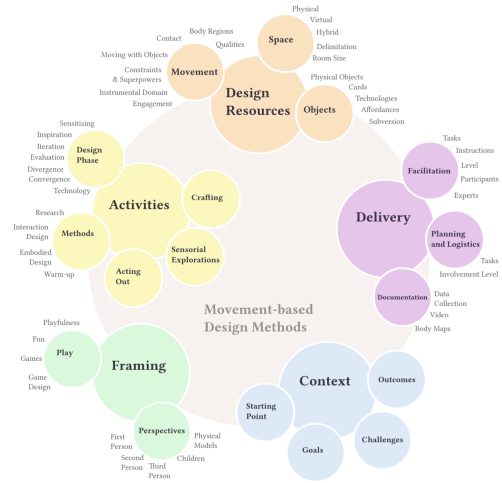 Physical
Virtual
Hybrid
Delimitation
Room Size
Space
Body Regions
Contact
Qualities
Moving with Objects
Constraints
& Superpowers
Instrumental Domain
Engagement
Movement
Design
Resources
Physical Objects
Cards
Technologies
Affordances
Subversion
Objects
Sensitizing
Inspiration
Iteration
Evaluation
Divergence
Convergence
Technology
Design
Phase
Activities
Crafting
Research
Interaction
Design
Embodied
Design
Warm-up
Methods
Acting
Out
Sensorial
Explorations
Tasks
Instructions
Level
Participants
Experts
Facilitation
Delivery
Planning
and Logistics
Tasks
Involvement Level
Documentation
Data
Collection
Video
Body Maps
Movement-based
Design Methods
Playfulness
Fun
Games
Game
Design
Play
Framing
Perspectives
First
Person
Second
Person
Third
Person
Children
Physical
Models
Context
Outcomes
Starting
Point
Goals
Challenges